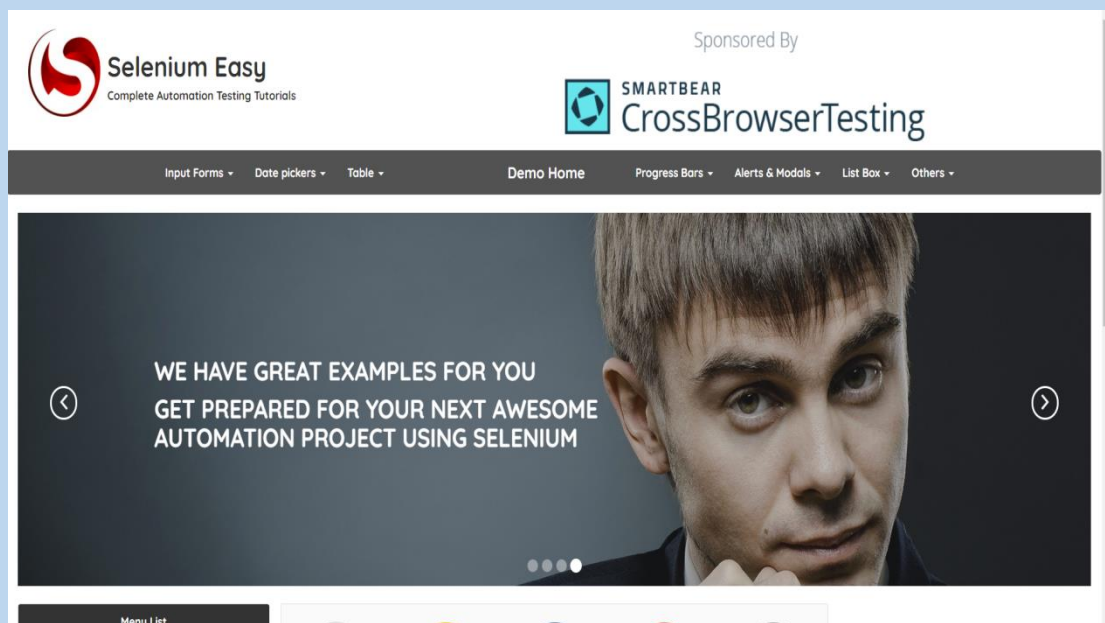 Sponsored By
Selenium Easy
Complete Automation Testing Tutorials
SMARTBEAR
CrossBrowserTesting
Input Forms Date pickers Table Demo Home Progress Bars Alerts & Modals List Box Others
WE HAVE GREAT EXAMPLES FOR YOU
GET PREPARED FOR YOUR NEXT AWESOME
AUTOMATION PROJECT USING SELENIUM
Menu List